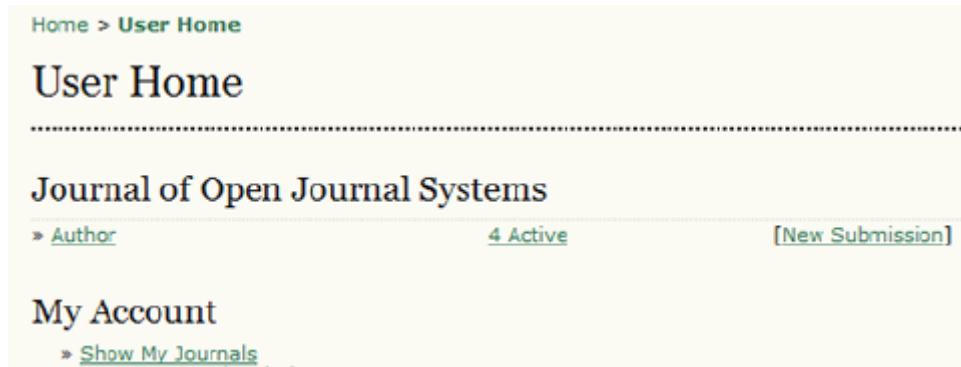 Home > User Home
User Home
Journal of Open Journal Systems
» Author 4 Active [New Submission]
My Account
» Show My Journals